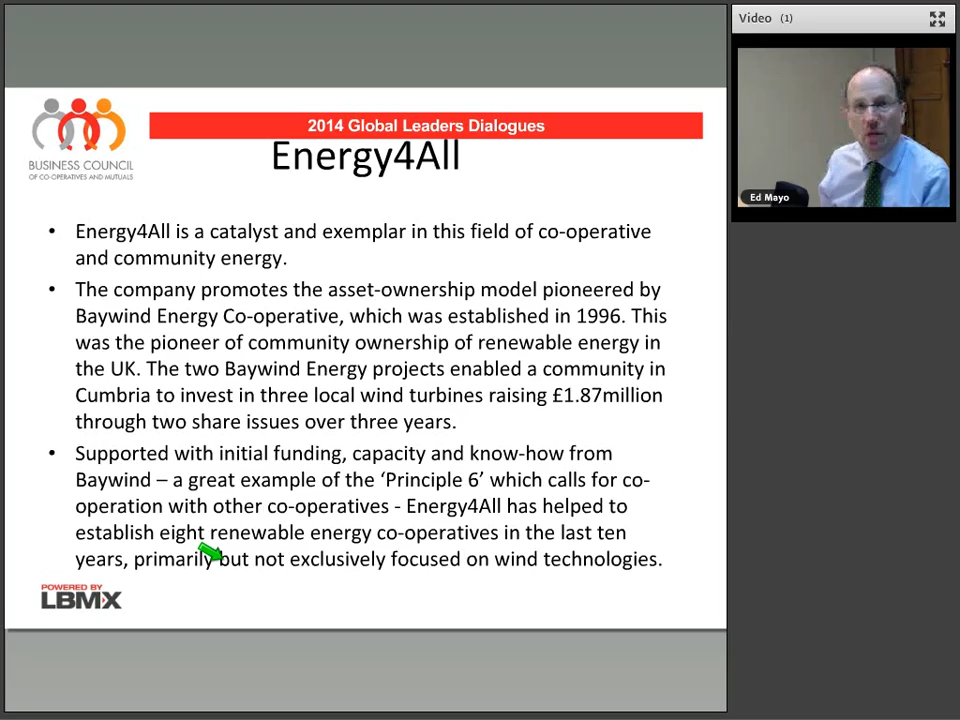 Video (1)
BUSINESS COUNCIL
OF CO-OPERATIVES AND MUTUALS
2014 Global Leaders Dialogues
Energy4All
Ed Mayo
• Energy4All is a catalyst and exemplar in this field of co-operative
and community energy.
• The company promotes the asset-ownership model pioneered by
Baywind Energy Co-operative, which was established in 1996. This
was the pioneer of community ownership of renewable energy in
the UK. The two Baywind Energy projects enabled a community in
Cumbria to invest in three local wind turbines raising £1.87million
through two share issues over three years.
• Supported with initial funding, capacity and know-how from
Baywind – a great example of the ‘Principle 6’ which calls for co-
operation with other co-operatives - Energy4All has helped to
establish eight renewable energy co-operatives in the last ten
years, primarily but not exclusively focused on wind technologies.
POWERED BY
LBMX